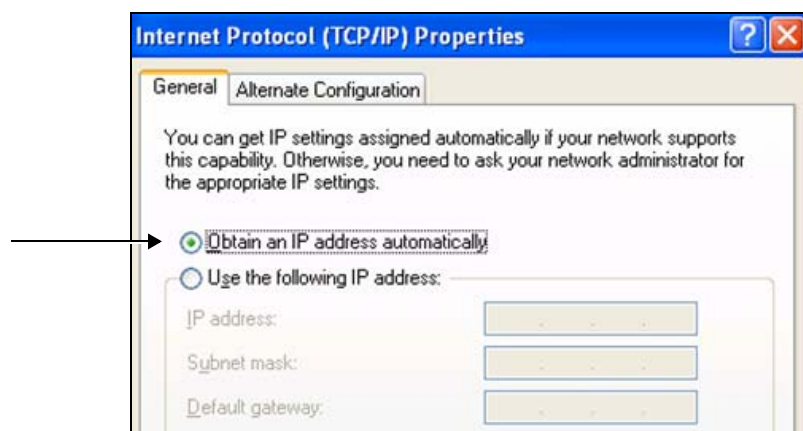 Internet Protocol (TCP/IP) Properties
General
Alternate Configuration
You can get IP settings assigned automatically if your network supports
this capability. Otherwise, you need to ask your network administrator for
the appropriate IP settings.
Obtain an IP address automatically
Use the following IP address:
IP address:
Subnet mask:
Default gateway: